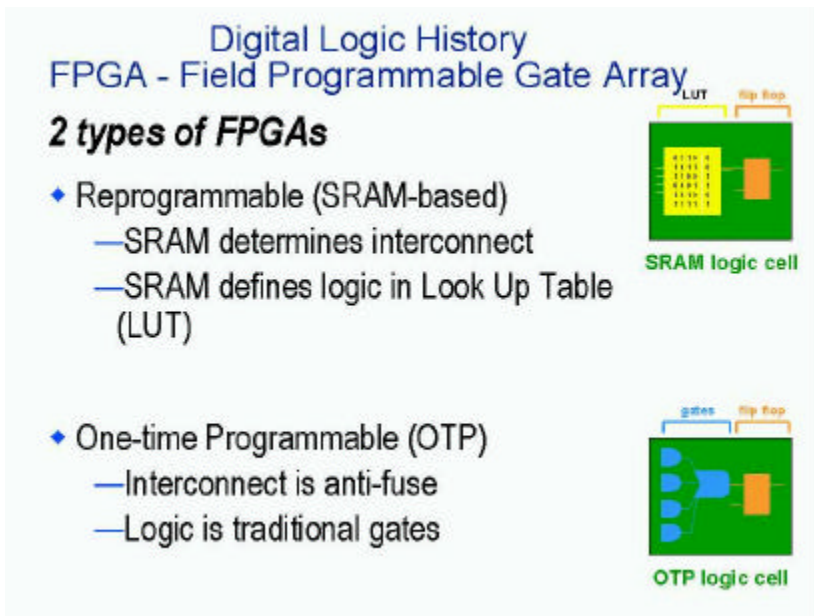 Digital Logic History
FPGA - Field Programmable Gate Array
2 types of FPGAs
LUT
flip flop
Reprogrammable (SRAM-based)
—SRAM determines interconnect
—SRAM defines logic in Look Up Table
(LUT)
SRAM logic cell
One-time Programmable (OTP)
—Interconnect is anti-fuse
—Logic is traditional gates
gates
flip flop
OTP logic cell